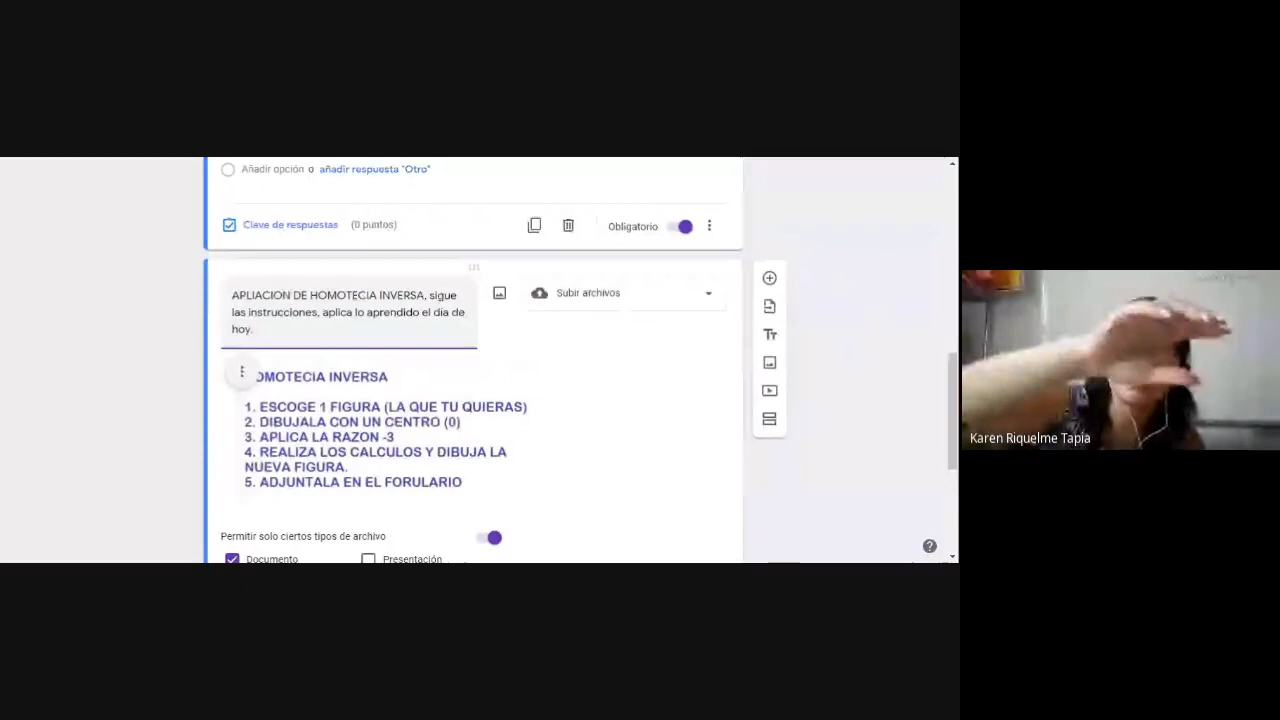 Añadir opción o añadir respuesta "Otro"
Clave de respuestas (0 puntos)
Obligatorio
APLIACION DE HOMOTECIA INVERSA, sigue
las instrucciones, aplica lo aprendido el día de
hoy.
Subir archivos
OMOTECIA INVERSA
1. ESCOGE 1 FIGURA (LA QUE TU QUIERAS)
2. DIBUJALA CON UN CENTRO (0)
3. APLICA LA RAZON -3
4. REALIZA LOS CALCULOS Y DIBUJA LA
NUEVA FIGURA.
5. ADJUNTALA EN EL FORULARIO
Permitir solo ciertos tipos de archivo
Documento
Presentación
Tr
Karen Riquelme Tapia